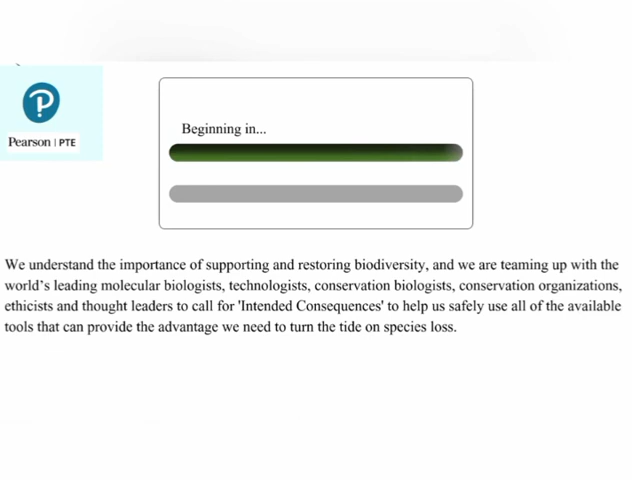 Pearson | PTE
Beginning in...
We understand the importance of supporting and restoring biodiversity, and we are teaming up with the
world's leading molecular biologists, technologists, conservation biologists, conservation organizations,
ethicists and thought leaders to call for 'Intended Consequences' to help us safely use all of the available
tools that can provide the advantage we need to turn the tide on species loss.